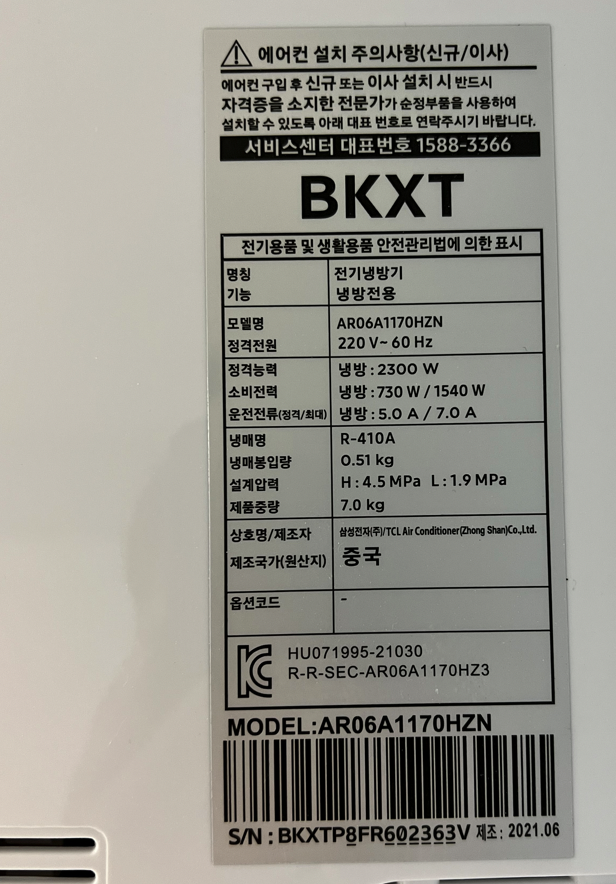 에어컨 설치 주의사항(신규/이사)
에어컨 구입 후 신규 또는 이사 설치 시 반드시
자격증을 소지한 전문가가 순정부품을 사용하여
설치할 수 있도록 아래 대표 번호로 연락주시기 바랍니다.
서비스센터 대표번호 1588-3366
BKXT
전기용품 및 생활용품 안전관리법에 의한 표시
명칭 전기냉방기
기능 냉방전용
모델명 AR06A1170HZN
정격전원 220 V~ 60 Hz
정격능력 냉방 : 2300 W
소비전력 냉방 : 730 W / 1540 W
운전전류(정격/최대) 냉방 : 5.0 A / 7.0 A
냉매명 R-410A
냉매봉입량 0.51 kg
설계압력 H : 4.5 MPa L : 1.9 MPa
제품중량 7.0 kg
상호명/제조자 삼성전자(주)/TCL Air Conditioner(Zhong Shan)Co.,Ltd.
제조국가(원산지) 중국
옵션코드 -
HU071995-21030
R-R-SEC-AR06A1170HZ3
MODEL:AR06A1170HZN
S/N : BKXTP8FR602363V 제조 : 2021.06